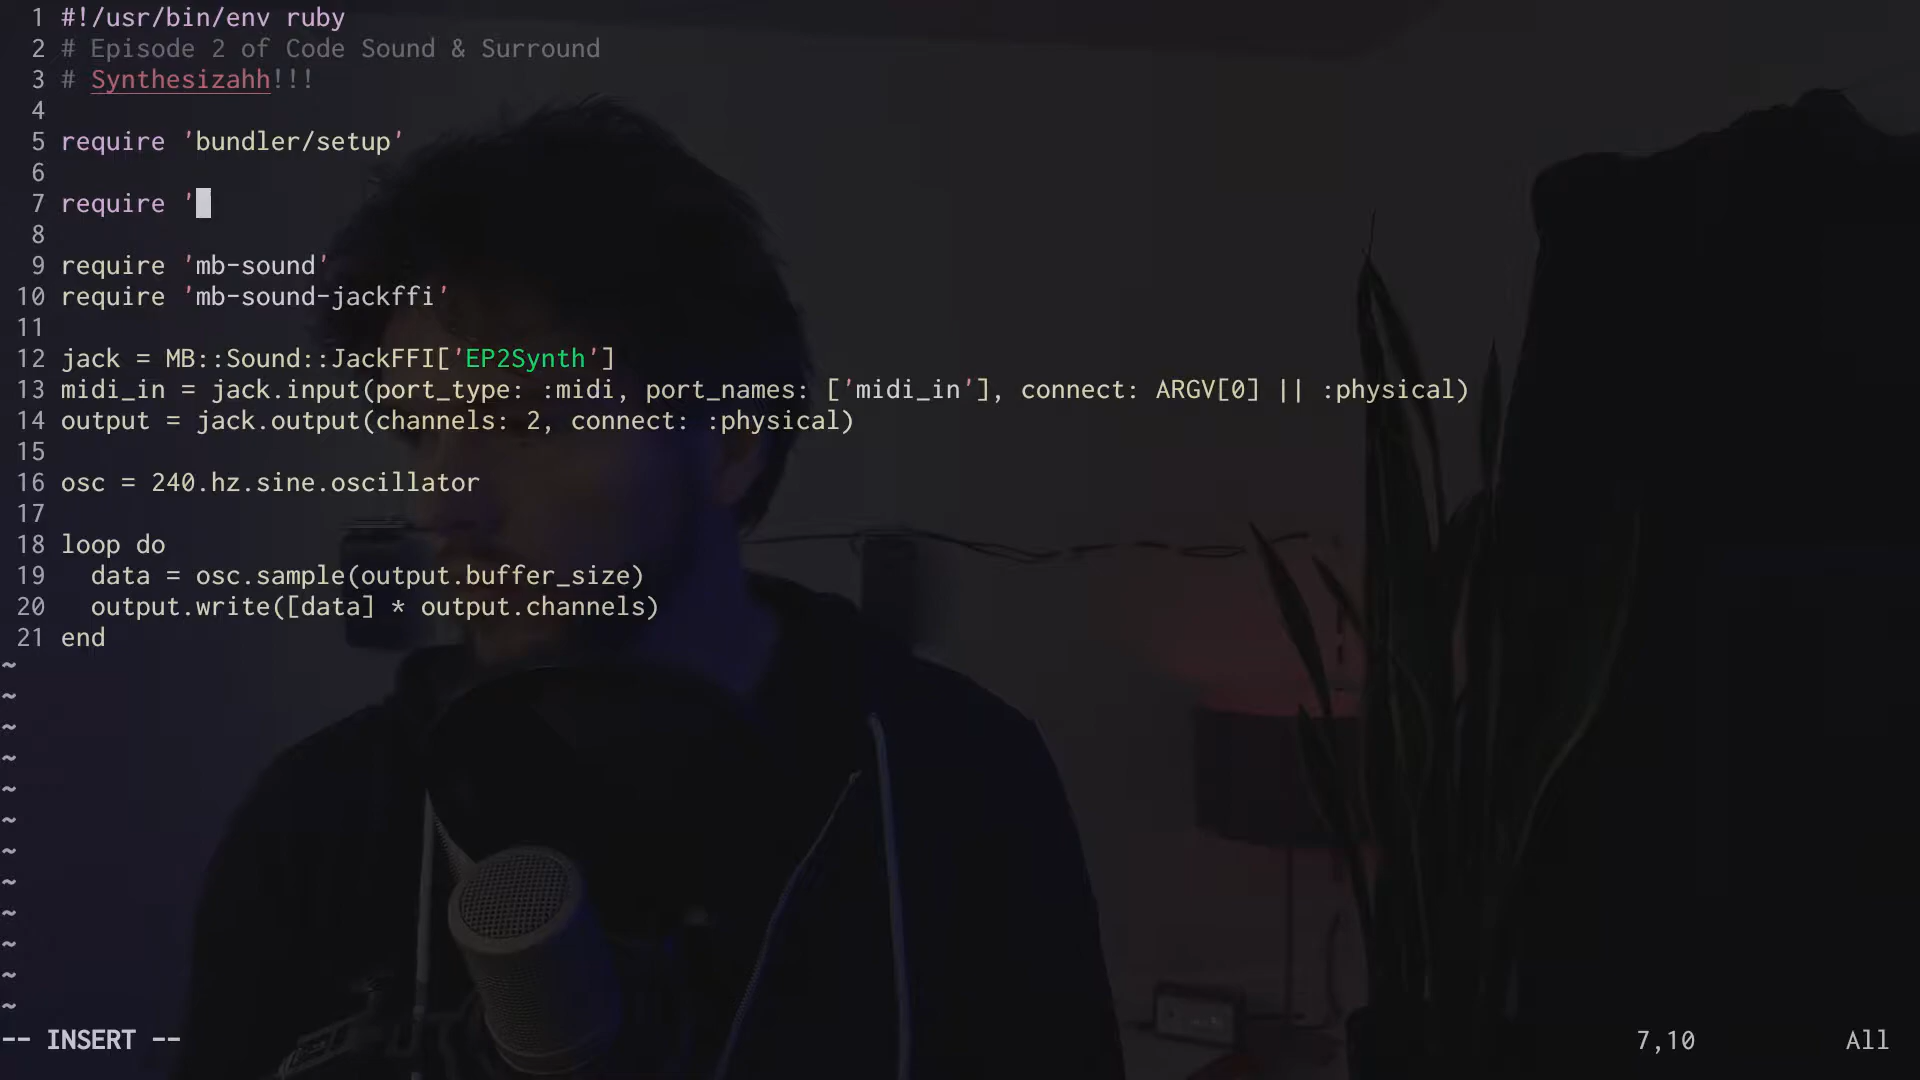 1 #!/usr/bin/env ruby
2 # Episode 2 of Code Sound & Surround
3 # Synthesizahh!!!
4
5 require 'bundler/setup'
6
7 require '
8
9 require 'mb-sound'
10 require 'mb-sound-jackffi'
11
12 jack = MB::Sound::JackFFI['EP2Synth']
13 midi_in = jack.input(port_type: :midi, port_names: ['midi_in'], connect: ARGV[0] || :physical)
14 output = jack.output(channels: 2, connect: :physical)
15
16 osc = 240.hz.sine.oscillator
17
18 loop do
19   data = osc.sample(output.buffer_size)
20   output.write([data] * output.channels)
21 end
~
~
~
~
~
~
~
~
~
~
~
~
-- INSERT -- 7,10 All